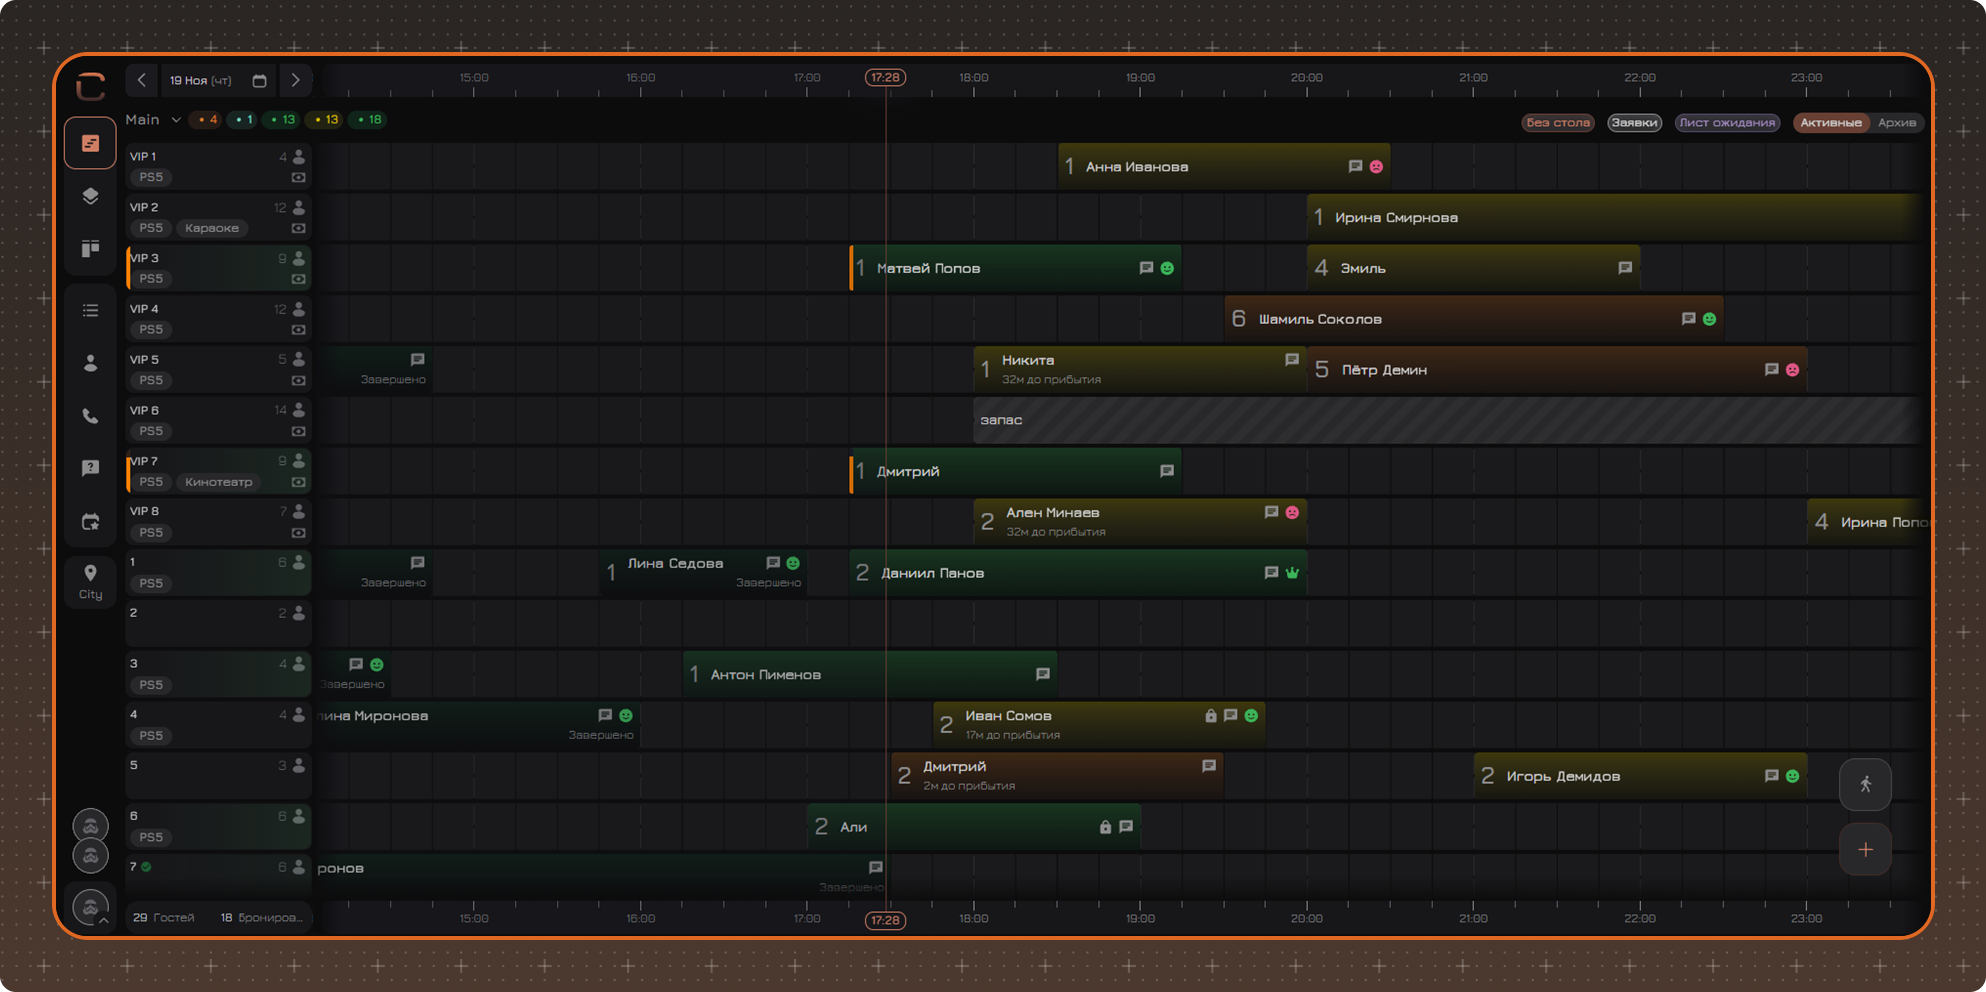 19 Ноя (чт)
15:00 16:00 17:00 17:28 18:00 19:00 20:00 21:00 22:00 23:00
Main 4 1 13 13 18
Без стола Заявки Лист ожидания Активные Архив
VIP 1 4
PS5
1 Анна Иванова
VIP 2 12
PS5 Караоке
1 Ирина Смирнова
VIP 3 9
PS5
1 Матвей Попов
4 Эмиль
VIP 4 12
PS5
6 Шамиль Соколов
VIP 5 5
PS5
Завершено
1 Никита
32м до прибытия
5 Пётр Демин
VIP 6 14
PS5
запас
VIP 7 9
PS5 Кинотеатр
1 Дмитрий
VIP 8 7
PS5
2 Ален Минаев
32м до прибытия
4 Ирина Попо
1 6
PS5
Завершено
1 Лина Седова
Завершено
2 Даниил Панов
City
2 2
3 4
PS5
Завершено
1 Антон Пименов
4 4
PS5
лина Миронова
Завершено
2 Иван Сомов
17м до прибытия
5 3
2 Дмитрий
2м до прибытия
2 Игорь Демидов
6 6
PS5
2 Али
7 6
ронов
Завершено
29 Гостей 18 Брониров...
15:00 16:00 17:00 17:28 18:00 19:00 20:00 21:00 22:00 23:00